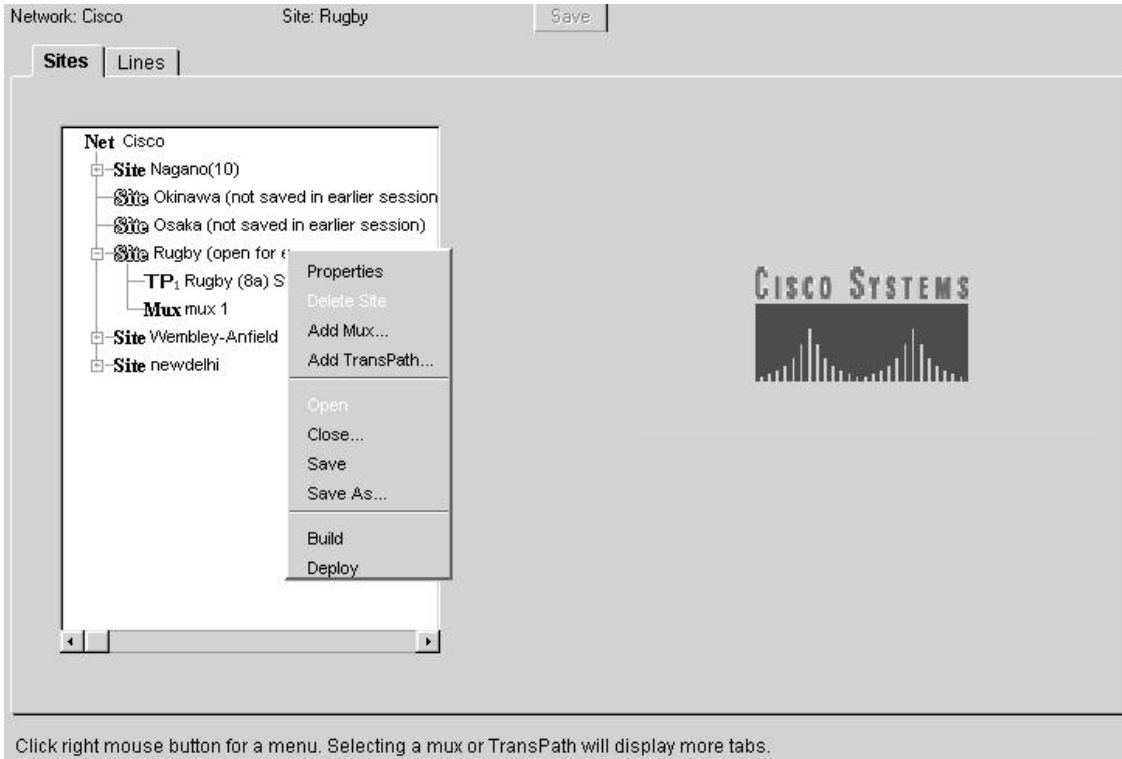 Network: Cisco Site: Rugby Save
Sites Lines
Net Cisco
Site Nagano(10)
Site Okinawa (not saved in earlier session
Site Osaka (not saved in earlier session)
Site Rugby (open for e
TP1 Rugby (8a) S
Mux mux 1
Site Wembley-Anfield
Site newdelhi
Properties
Delete Site
Add Mux...
Add TransPath...
Open
Close...
Save
Save As...
Build
Deploy
CISCO SYSTEMS
Click right mouse button for a menu. Selecting a mux or TransPath will display more tabs.